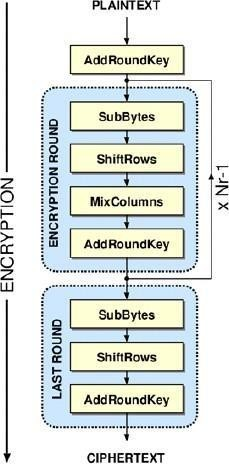 PLAINTEXT
AddRoundKey
ENCRYPTION ROUND
SubBytes
ShiftRows
MixColumns
AddRoundKey
x Nr-1
ENCRYPTION
LAST ROUND
SubBytes
ShiftRows
AddRoundKey
CIPHERTEXT